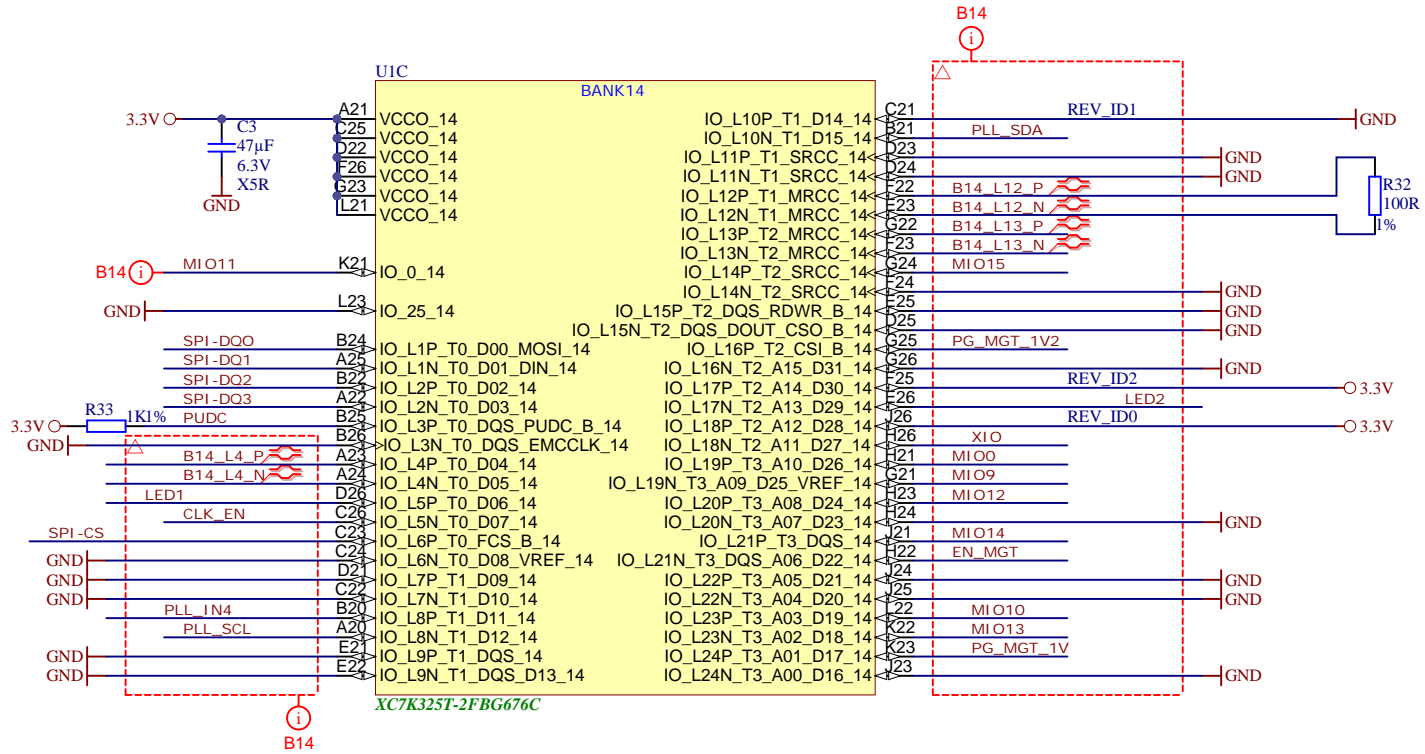 B14
i
U1C
BANK14
3.3V
C3
47µF
6.3V
X5R
GND
A21 VCCO_14
C25 VCCO_14
D22 VCCO_14
F26 VCCO_14
G23 VCCO_14
L21 VCCO_14
B14 i MIO11 K21 IO_0_14
GND L23 IO_25_14
SPI-DQ0 B24 IO_L1P_T0_D00_MOSI_14
SPI-DQ1 A25 IO_L1N_T0_D01_DIN_14
SPI-DQ2 B22 IO_L2P_T0_D02_14
SPI-DQ3 A22 IO_L2N_T0_D03_14
3.3V R33 1K1% PUDC B25 IO_L3P_T0_DQS_PUDC_B_14
GND B26 IO_L3N_T0_DQS_EMCCLK_14
B14_L4_P A23 IO_L4P_T0_D04_14
B14_L4_N A24 IO_L4N_T0_D05_14
LED1 D26 IO_L5P_T0_D06_14
CLK_EN C26 IO_L5N_T0_D07_14
SPI-CS C23 IO_L6P_T0_FCS_B_14
GND C24 IO_L6N_T0_D08_VREF_14
GND D21 IO_L7P_T1_D09_14
GND C22 IO_L7N_T1_D10_14
PLL_IN4 B20 IO_L8P_T1_D11_14
PLL_SCL A20 IO_L8N_T1_D12_14
GND E21 IO_L9P_T1_DQS_14
GND E22 IO_L9N_T1_DQS_D13_14
IO_L10P_T1_D14_14 C21 REV_ID1 GND
IO_L10N_T1_D15_14 B21 PLL_SDA
IO_L11P_T1_SRCC_14 D23 GND
IO_L11N_T1_SRCC_14 D24 GND
IO_L12P_T1_MRCC_14 F22 B14_L12_P
IO_L12N_T1_MRCC_14 E23 B14_L12_N
R32
100R
1%
IO_L13P_T2_MRCC_14 G22 B14_L13_P
IO_L13N_T2_MRCC_14 F23 B14_L13_N
IO_L14P_T2_SRCC_14 G24 MIO15
IO_L14N_T2_SRCC_14 F24 GND
IO_L15P_T2_DQS_RDWR_B_14 E25 GND
IO_L15N_T2_DQS_DOUT_CSO_B_14 D25 GND
IO_L16P_T2_CSI_B_14 G25 PG_MGT_1V2
IO_L16N_T2_A15_D31_14 G26 GND
IO_L17P_T2_A14_D30_14 F25 REV_ID2 3.3V
IO_L17N_T2_A13_D29_14 E26 LED2
IO_L18P_T2_A12_D28_14 J26 REV_ID0 3.3V
IO_L18N_T2_A11_D27_14 H26 XIO
IO_L19P_T3_A10_D26_14 H21 MIO0
IO_L19N_T3_A09_D25_VREF_14 G21 MIO9
IO_L20P_T3_A08_D24_14 H23 MIO12
IO_L20N_T3_A07_D23_14 H24 GND
IO_L21P_T3_DQS_14 J21 MIO14
IO_L21N_T3_DQS_A06_D22_14 H22 EN_MGT
IO_L22P_T3_A05_D21_14 J24 GND
IO_L22N_T3_A04_D20_14 J25 GND
IO_L23P_T3_A03_D19_14 L22 MIO10
IO_L23N_T3_A02_D18_14 K22 MIO13
IO_L24P_T3_A01_D17_14 K23 PG_MGT_1V
IO_L24N_T3_A00_D16_14 J23 GND
XC7K325T-2FBG676C
i
B14